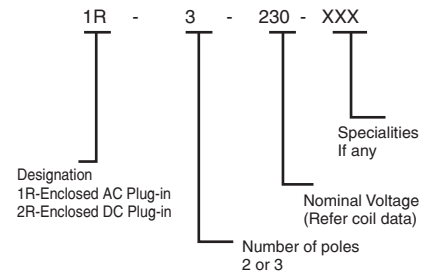 1R - 3 - 230 - XXX
Specialities
If any
Designation
1R-Enclosed AC Plug-in
2R-Enclosed DC Plug-in
Nominal Voltage
(Refer coil data)
Number of poles
2 or 3